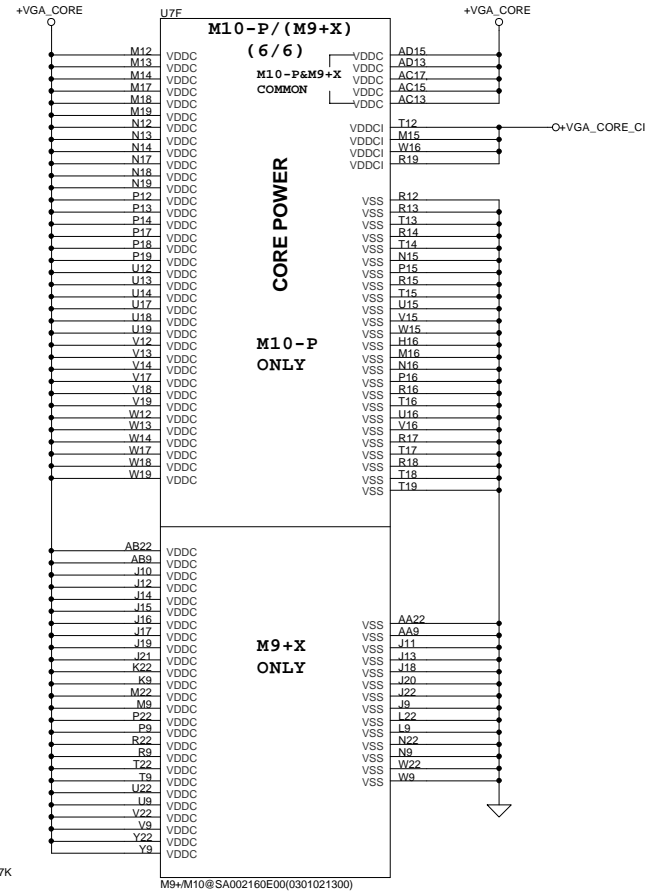 +VGA_CORE
U7F
+VGA_CORE
M10-P/(M9+X)
(6/6)
M10-P&M9+X
COMMON
CORE POWER
M10-P
ONLY
M12 VDDC
M13 VDDC
M14 VDDC
M17 VDDC
M18 VDDC
M19 VDDC
N12 VDDC
N13 VDDC
N14 VDDC
N17 VDDC
N18 VDDC
N19 VDDC
P12 VDDC
P13 VDDC
P14 VDDC
P17 VDDC
P18 VDDC
P19 VDDC
U12 VDDC
U13 VDDC
U14 VDDC
U17 VDDC
U18 VDDC
U19 VDDC
V12 VDDC
V13 VDDC
V14 VDDC
V17 VDDC
V18 VDDC
V19 VDDC
W12 VDDC
W13 VDDC
W14 VDDC
W17 VDDC
W18 VDDC
W19 VDDC
VDDC AD15
VDDC AD13
VDDC AC17
VDDC AC15
VDDC AC13
VDDCI T12
+VGA_CORE_CI
VDDCI M15
VDDCI W16
VDDCI R19
VSS R12
VSS R13
VSS T13
VSS R14
VSS T14
VSS N15
VSS P15
VSS R15
VSS T15
VSS U15
VSS V15
VSS W15
VSS H16
VSS M16
VSS N16
VSS P16
VSS R16
VSS T16
VSS U16
VSS V16
VSS R17
VSS T17
VSS R18
VSS T18
VSS T19
M9+X
ONLY
AB22 VDDC
AB9 VDDC
J10 VDDC
J12 VDDC
J14 VDDC
J15 VDDC
J16 VDDC
J17 VDDC
J19 VDDC
J21 VDDC
K22 VDDC
K9 VDDC
M22 VDDC
M9 VDDC
P22 VDDC
P9 VDDC
R22 VDDC
R9 VDDC
T22 VDDC
T9 VDDC
U22 VDDC
U9 VDDC
V22 VDDC
V9 VDDC
Y22 VDDC
Y9 VDDC
VSS AA22
VSS AA9
VSS J11
VSS J13
VSS J18
VSS J20
VSS J22
VSS J9
VSS L22
VSS L9
VSS N22
VSS N9
VSS W22
VSS W9
7K
M9+/M10@SA002160E00(0301021300)